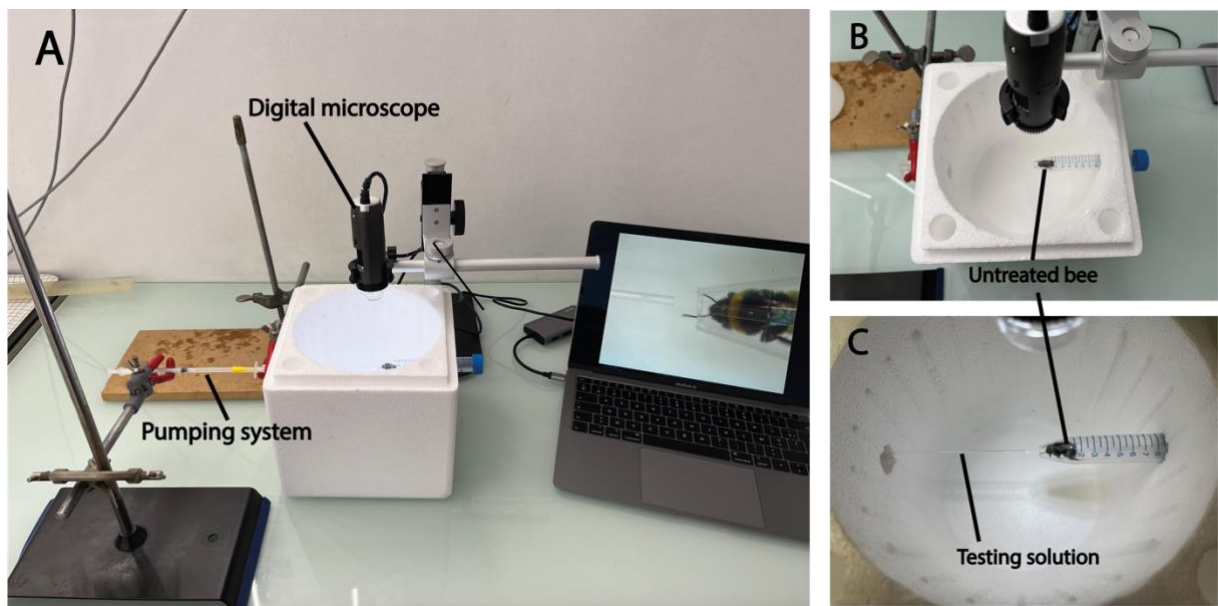 A
Digital microscope
Pumping system
B
Untreated bee
C
Testing solution